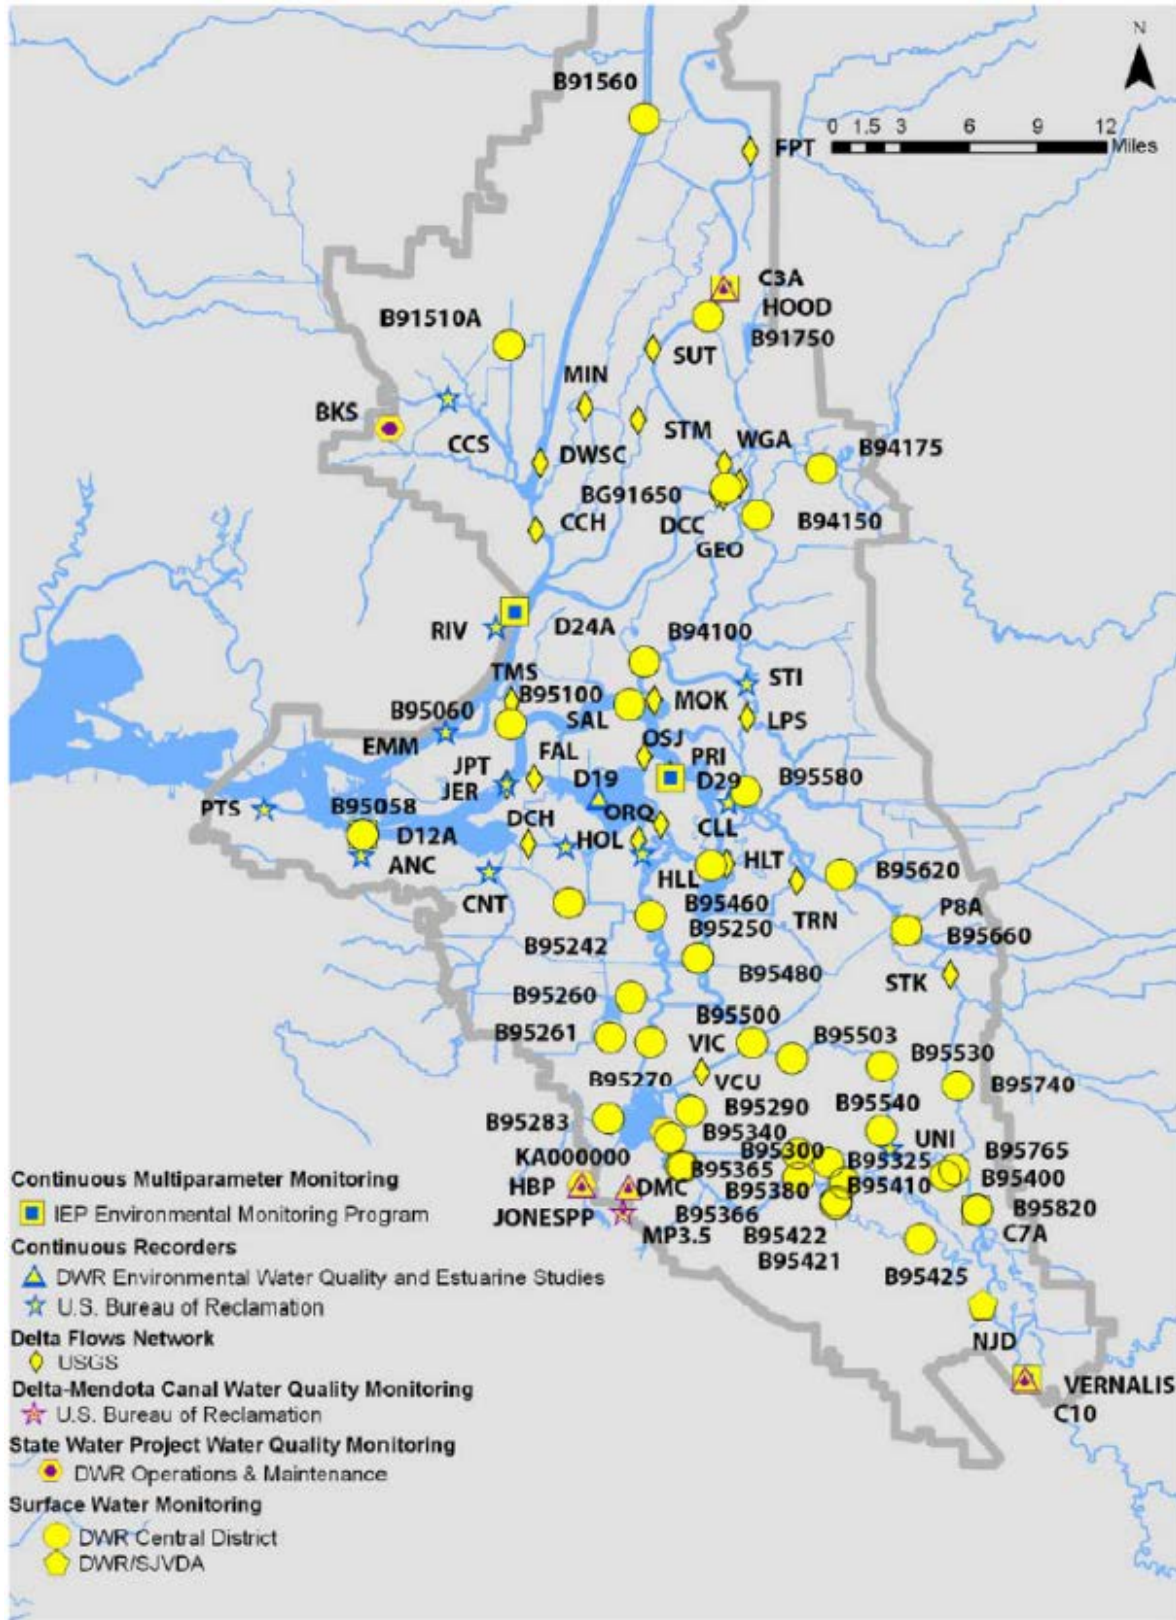 N
B91560
0 1.5 3 6 9 12
Miles
FPT
C3A
HOOD
B91510A
B91750
SUT
MIN
BKS
STM
WGA
CCS
DWSC
B94175
BG91650
CCH
DCC
B94150
GEO
RIV
D24A
B94100
TMS
STI
B95100
B95060
MOK
SAL
LPS
EMM
OSJ
FAL
PRI
JPT
D19
D29
B95580
JER
PTS
B95058
ORQ
DCH
CLL
D12A
HOL
ANC
HLT
HLL
B95620
CNT
B95460
P8A
TRN
B95250
B95660
B95242
B95480
STK
B95260
B95500
B95261
B95503
VIC
B95530
B95270
VCU
B95740
B95290
B95540
B95283
B95340
UNI
B95300
B95765
KA000000
B95365
B95325
B95400
Continuous Multiparameter Monitoring
HBP
DMC
B95380
B95410
IEP Environmental Monitoring Program
JONESPP
B95366
B95820
MP3.5
B95422
C7A
Continuous Recorders
B95421
B95425
DWR Environmental Water Quality and Estuarine Studies
U.S. Bureau of Reclamation
Delta Flows Network
NJD
USGS
Delta-Mendota Canal Water Quality Monitoring
VERNALIS
U.S. Bureau of Reclamation
C10
State Water Project Water Quality Monitoring
DWR Operations & Maintenance
Surface Water Monitoring
DWR Central District
DWR/SJVDA